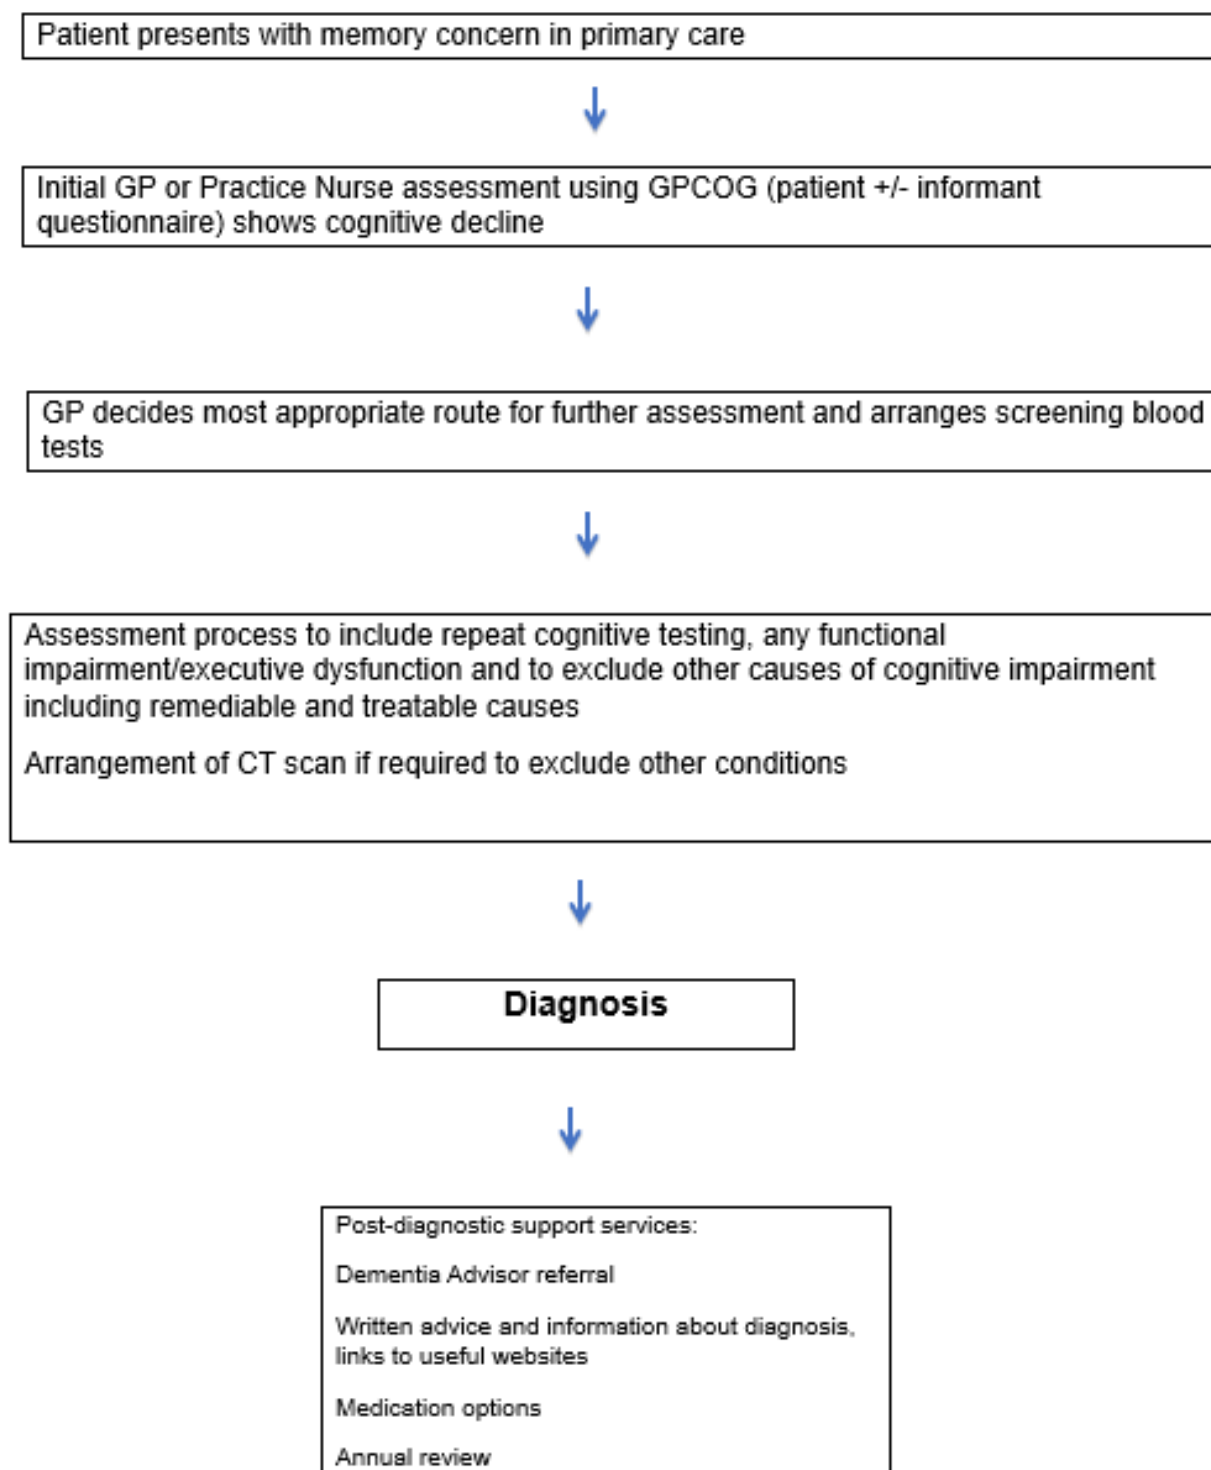 Patient presents with memory concern in primary care
Initial GP or Practice Nurse assessment using GPCOG (patient +/- informant
questionnaire) shows cognitive decline
GP decides most appropriate route for further assessment and arranges screening blood
tests
Assessment process to include repeat cognitive testing, any functional
impairment/executive dysfunction and to exclude other causes of cognitive impairment
including remediable and treatable causes
Arrangement of CT scan if required to exclude other conditions
Diagnosis
Post-diagnostic support services:
Dementia Advisor referral
Written advice and information about diagnosis,
links to useful websites
Medication options
Annual review